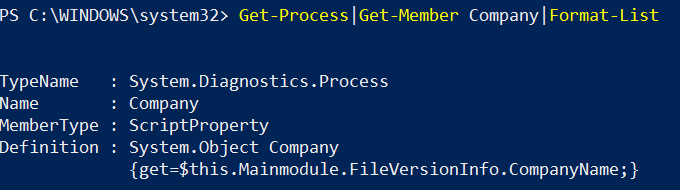 PS C:\WINDOWS\system32> Get-Process|Get-Member Company|Format-List
TypeName   : System.Diagnostics.Process
Name       : Company
MemberType : ScriptProperty
Definition : System.Object Company
             {get=$this.Mainmodule.FileVersionInfo.CompanyName;}